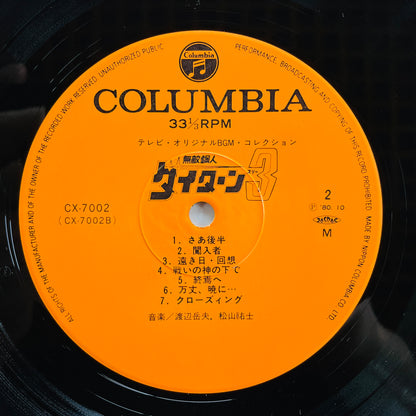 Columbia
COLUMBIA
33⅓RPM
テレビ・オリジナルBGM・コレクション
無敵鋼人
ダイターン3
CX-7002
(CX-7002B)
2
Ⓟ '80. 10
JASRAC
M
1. さあ後半
2. 闖入者
3. 遠き日・回想
4. 戦いの神の下で
5. 終焉へ
6. 万丈、暁に…
7. クロージィング
音楽/渡辺岳夫、松山祐士
ALL RIGHTS OF THE MANUFACTURER AND OF THE OWNER OF THE RECORDED WORK RESERVED. UNAUTHORIZED PUBLIC PERFORMANCE, BROADCASTING AND COPYING OF THIS RECORD PROHIBITED
MADE BY NIPPON COLUMBIA CO. LTD.